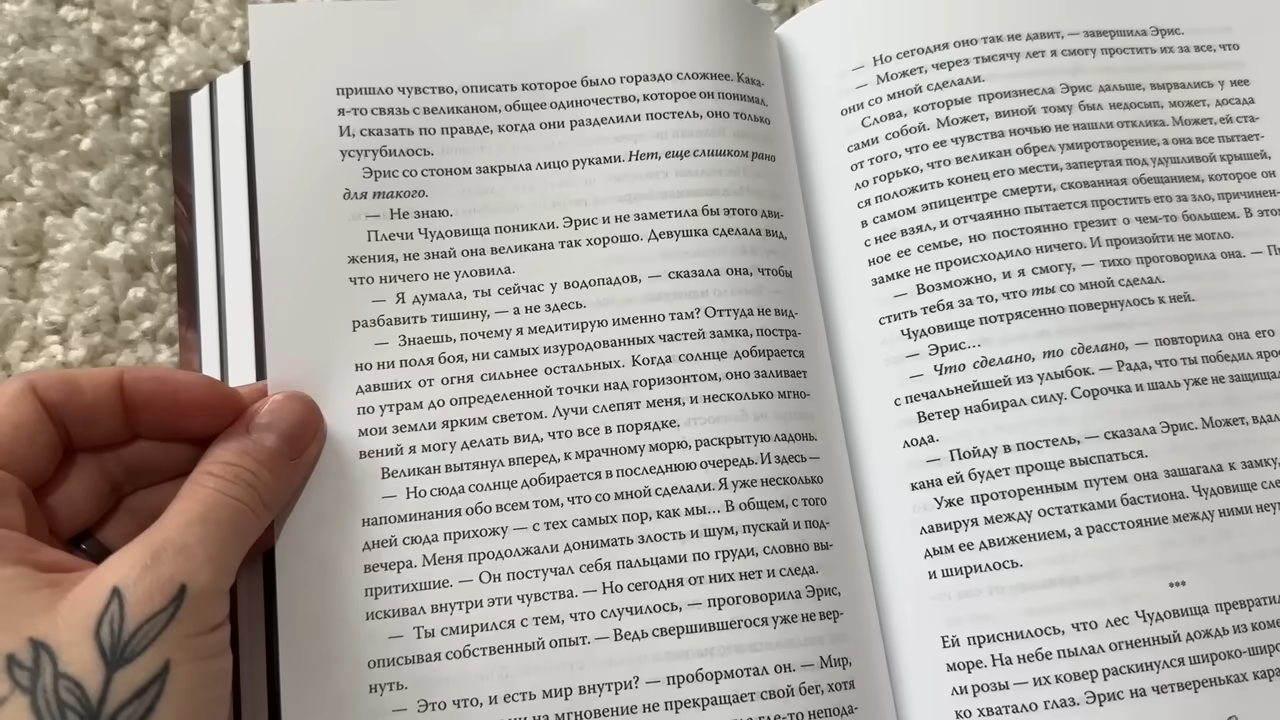 пришло чувство, описать которое было гораздо сложнее. Кака-
я-то связь с великаном, общее одиночество, которое он понимал.
И, сказать по правде, когда они разделили постель, оно только
усугубилось.
Эрис со стоном закрыла лицо руками. Нет, еще слишком рано
для такого.
— Не знаю.
Плечи Чудовища поникли. Эрис и не заметила бы этого дви-
жения, не знай она великана так хорошо. Девушка сделала вид,
что ничего не уловила.
— Я думала, ты сейчас у водопадов, — сказала она, чтобы
разбавить тишину, — а не здесь.
— Знаешь, почему я медитирую именно там? Оттуда не вид-
но ни поля боя, ни самых изуродованных частей замка, постра-
давших от огня сильнее остальных. Когда солнце добирается
по утрам до определенной точки над горизонтом, оно заливает
мои земли ярким светом. Лучи слепят меня, и несколько мгно-
вений я могу делать вид, что все в порядке.
Великан вытянул вперед, к мрачному морю, раскрытую ладонь.
— Но сюда солнце добирается в последнюю очередь. И здесь —
напоминания обо всем том, что со мной сделали. Я уже несколько
дней сюда прихожу — с тех самых пор, как мы… В общем, с того
вечера. Меня продолжали донимать злость и шум, пускай и под-
притихшие. — Он постучал себя пальцами по груди, словно вы-
искивал внутри эти чувства. — Но сегодня от них нет и следа.
— Ты смирился с тем, что случилось, — проговорила Эрис,
описывая собственный опыт. — Ведь свершившегося уже не вер-
нуть.
— Это что, и есть мир внутри? — пробормотал он. — Мир,
ни на мгновение не прекращает свой бег, хотя
где-то непода-
— Но сегодня оно так не давит, — завершила Эрис.
— Может, через тысячу лет я смогу простить их за все, что
они со мной сделали.
Слова, которые произнесла Эрис дальше, вырвались у нее
сами собой. Может, виной тому был недосып, может, досада
от того, что ее чувства ночью не нашли отклика. Может, ей ста-
ло горько, что великан обрел умиротворение, а она все пытает-
ся положить конец его мести, запертая под удушливой крышей,
в самом эпицентре смерти, скованная обещанием, которое он
с нее взял, и отчаянно пытается простить его за зло, причинен-
ное ее семье, но постоянно грезит о чем-то большем. В это
замке не происходило ничего. И произойти не могло.
— Возможно, и я смогу, — тихо проговорила она. — Пр
стить тебя за то, что ты со мной сделал.
Чудовище потрясенно повернулось к ней.
— Эрис…
— Что сделано, то сделано, — повторила она его
с печальнейшей из улыбок. — Рада, что ты победил яро
Ветер набирал силу. Сорочка и шаль уже не защищал
лода.
— Пойду в постель, — сказала Эрис. Может, вдал
кана ей будет проще выспаться.
Уже проторенным путем она зашагала к замку,
лавируя между остатками бастиона. Чудовище сле
дым ее движением, а расстояние между ними неу
и ширилось.
***
Ей приснилось, что лес Чудовища превратил
море. На небе пылал огненный дождь из коме
ли розы — их ковер раскинулся широко-широ
ко хватало глаз. Эрис на четвереньках кара